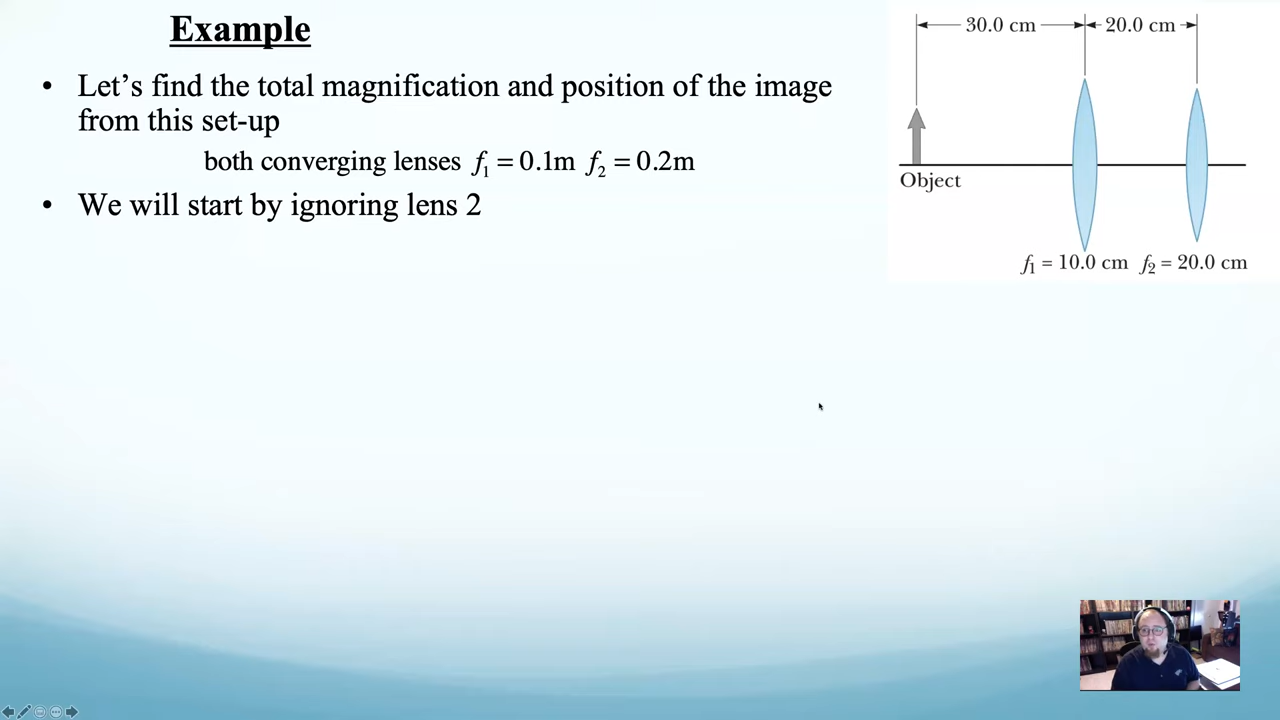 Example
• Let's find the total magnification and position of the image
from this set-up
both converging lenses f₁ = 0.1m f₂ = 0.2m
• We will start by ignoring lens 2
30.0 cm
20.0 cm
Object
f₁ = 10.0 cm
f₂ = 20.0 cm